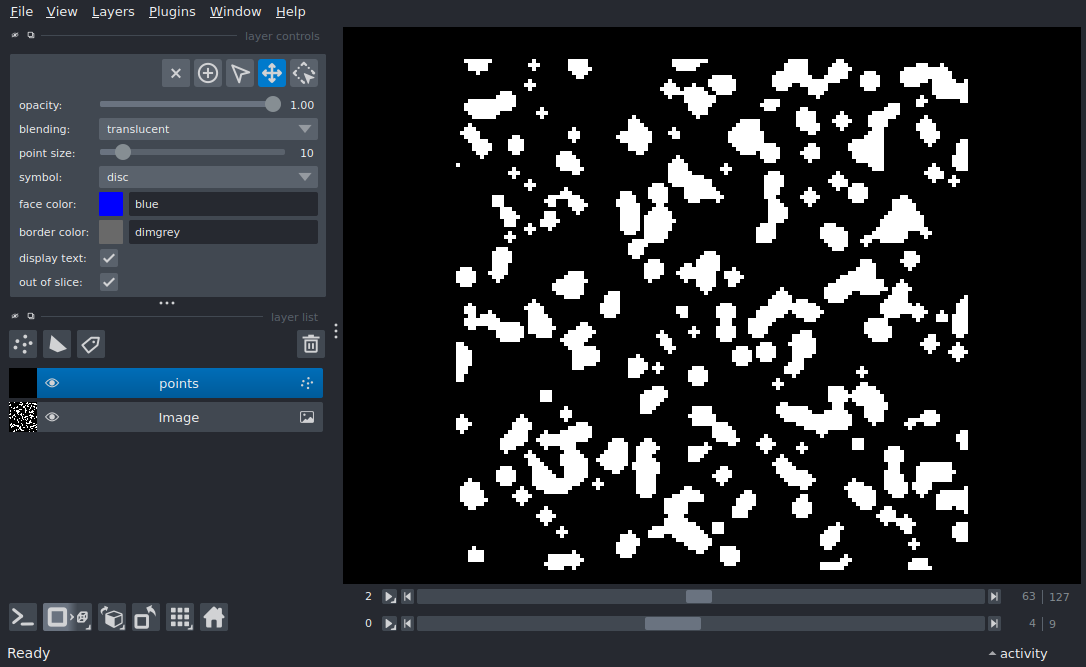 File View Layers Plugins Window Help
layer controls
opacity: 1.00
blending: translucent
point size: 10
symbol: disc
face color: blue
border color: dimgrey
display text:
out of slice:
layer list
points
Image
2 63 127
0 4 9
Ready activity